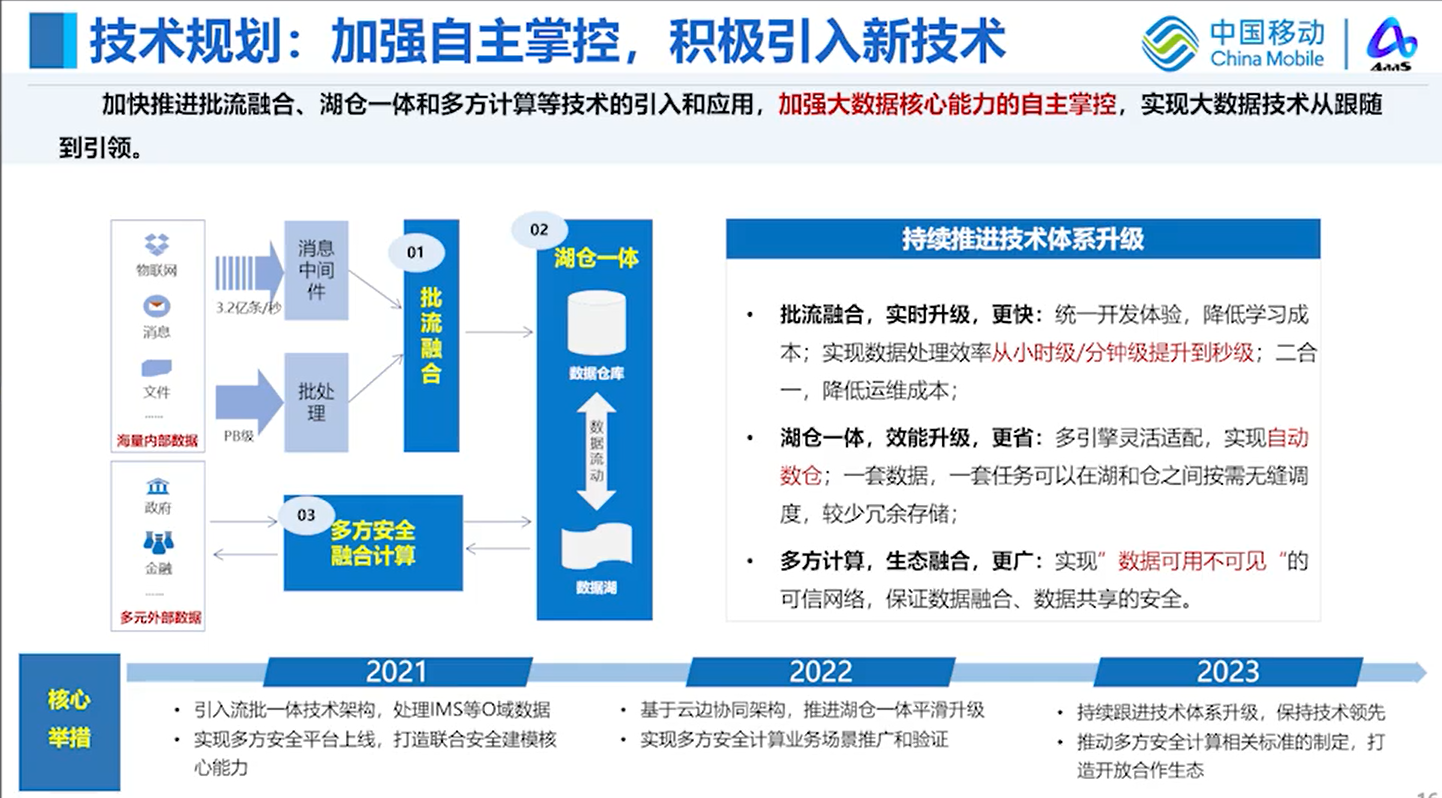 技术规划：加强自主掌控，积极引入新技术
中国移动
China Mobile
AaaS
加快推进批流融合、湖仓一体和多方计算等技术的引入和应用，加强大数据核心能力的自主掌控，实现大数据技术从跟随
到引领。
物联网
消息
文件
......
海量内部数据
3.2亿条/秒
PB级
消息
中间
件
批处
理
01
批
流
融
合
02
湖仓一体
数据仓库
数
据
流
动
数据湖
政府
金融
......
多元外部数据
03
多方安全
融合计算
持续推进技术体系升级
• 批流融合，实时升级，更快：统一开发体验，降低学习成
本；实现数据处理效率从小时级/分钟级提升到秒级；二合
一，降低运维成本；
• 湖仓一体，效能升级，更省：多引擎灵活适配，实现自动
数仓；一套数据，一套任务可以在湖和仓之间按需无缝调
度，较少冗余存储；
• 多方计算，生态融合，更广：实现”数据可用不可见“的
可信网络，保证数据融合、数据共享的安全。
核心
举措
2021
• 引入流批一体技术架构，处理IMS等O域数据
• 实现多方安全平台上线，打造联合安全建模核
心能力
2022
• 基于云边协同架构，推进湖仓一体平滑升级
• 实现多方安全计算业务场景推广和验证
2023
• 持续跟进技术体系升级，保持技术领先
• 推动多方安全计算相关标准的制定，打
造开放合作生态